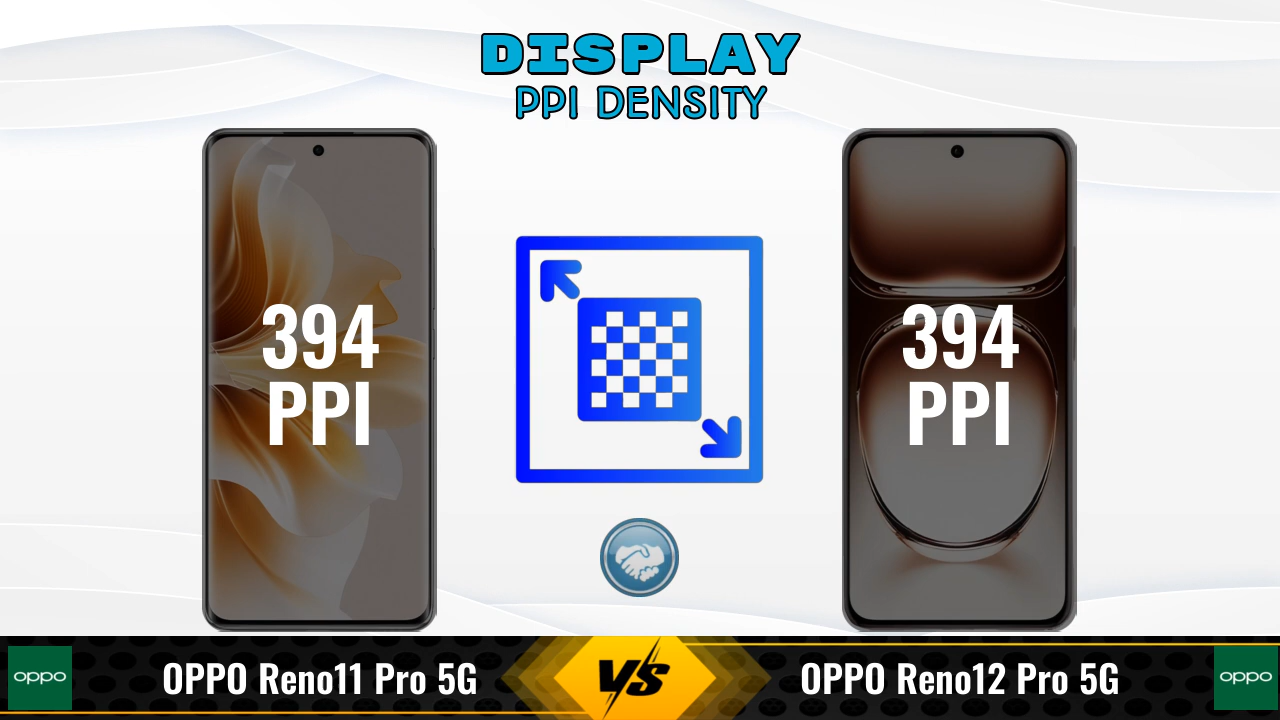 DISPLAY
PPI DENSITY
394
PPI
394
PPI
oppo
OPPO Reno11 Pro 5G
VS
OPPO Reno12 Pro 5G
oppo